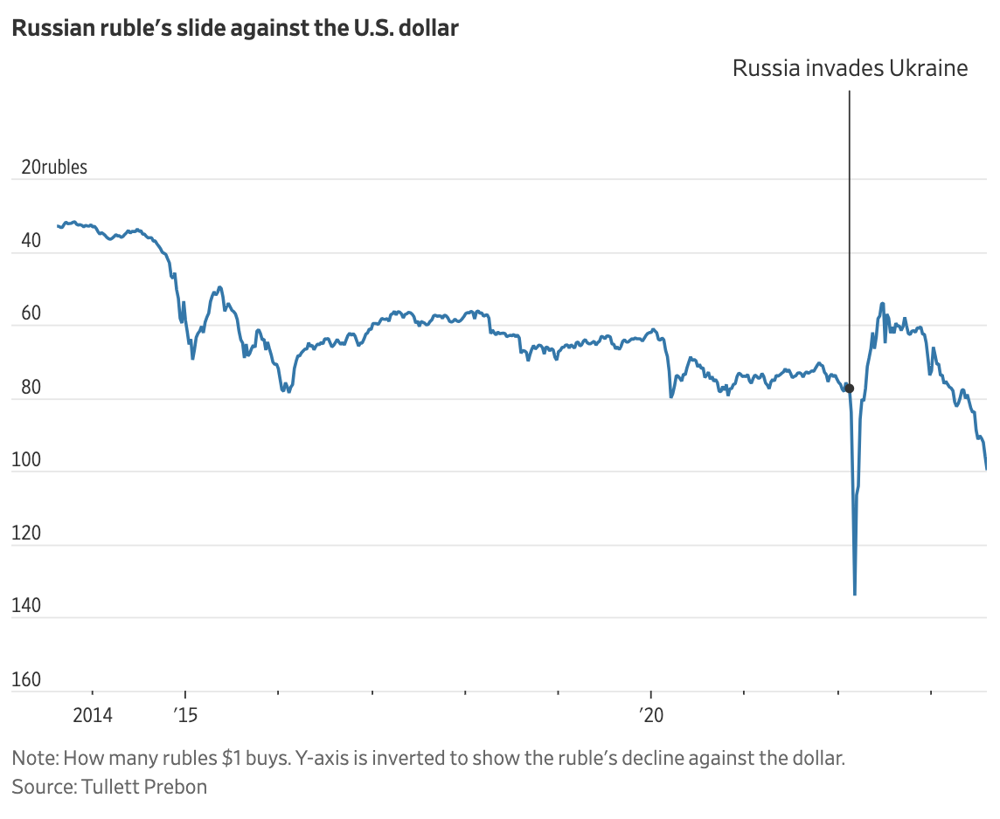 Russian ruble's slide against the U.S. dollar
Russia invades Ukraine
20rubles
40
60
80
100
120
140
160
2014
’15
’20
Note: How many rubles $1 buys. Y-axis is inverted to show the ruble's decline against the dollar.
Source: Tullett Prebon